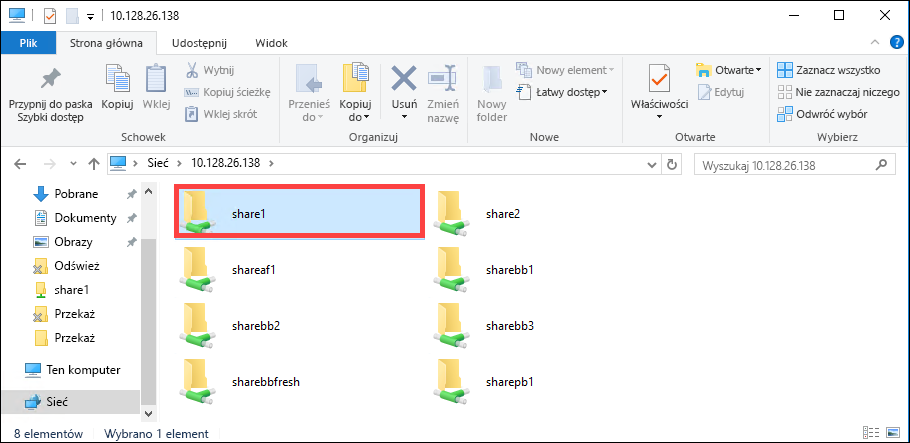 10.128.26.138
Plik Strona główna Udostępnij Widok
Przypnij do paska
Szybki dostęp
Kopiuj
Wklej
Wytnij
Kopiuj ścieżkę
Wklej skrót
Schowek
Przenieś
do
Kopiuj
do
Usuń
Zmień
nazwę
Organizuj
Nowy
folder
Nowy element
Łatwy dostęp
Nowe
Właściwości
Otwarte
Edytuj
Otwarte
Zaznacz wszystko
Nie zaznaczaj niczego
Odwróć wybór
Wybierz
Sieć 10.128.26.138
Wyszukaj 10.128.26.138
Pobrane
Dokumenty
Obrazy
Odśwież
share1
Przekaż
Przekaż
Ten komputer
Sieć
share1 share2
shareaf1 sharebb1
sharebb2 sharebb3
sharebbfresh sharepb1
8 elementów Wybrano 1 element